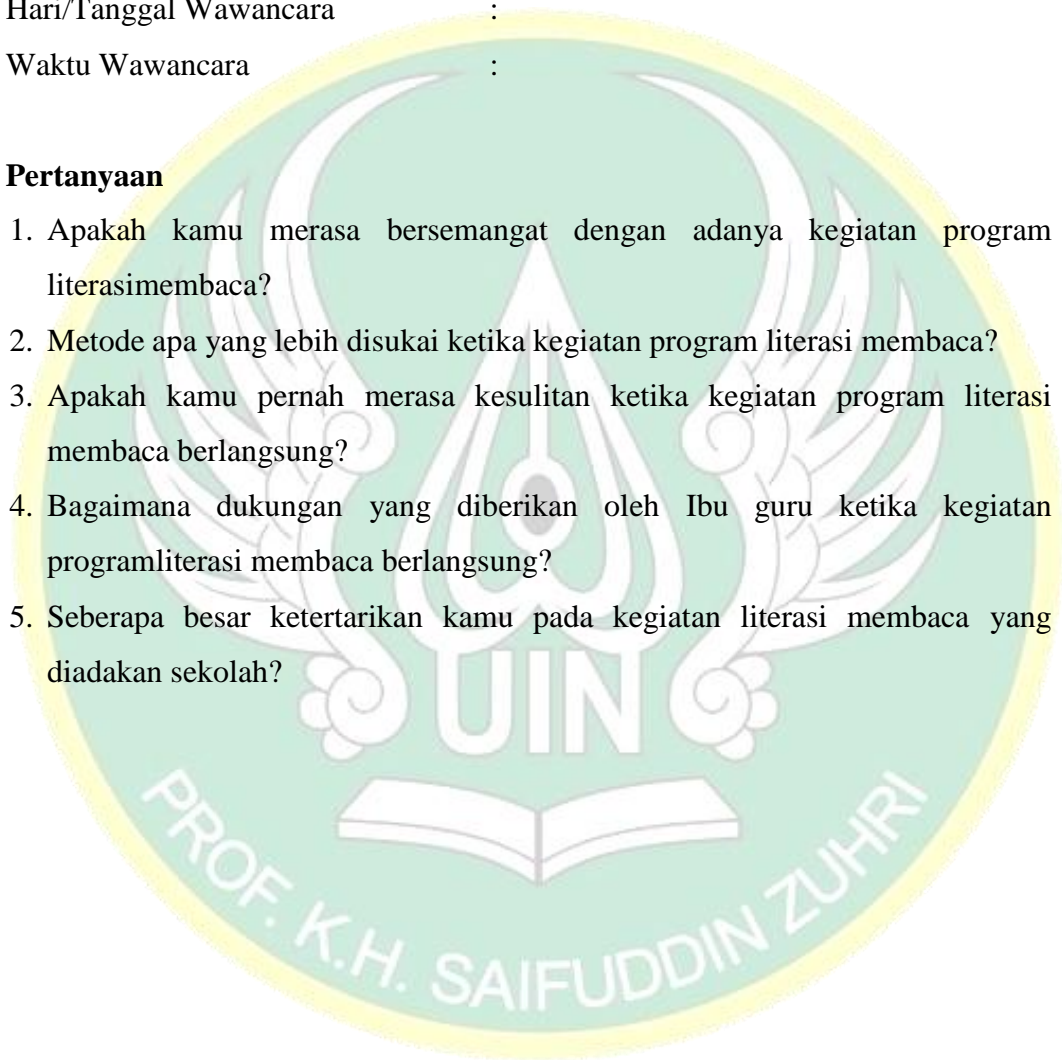 Hari/Tanggal Wawancara :
Waktu Wawancara :
Pertanyaan
1. Apakah kamu merasa bersemangat dengan adanya kegiatan program
literasimembaca?
2. Metode apa yang lebih disukai ketika kegiatan program literasi membaca?
3. Apakah kamu pernah merasa kesulitan ketika kegiatan program literasi
membaca berlangsung?
4. Bagaimana dukungan yang diberikan oleh Ibu guru ketika kegiatan
programliterasi membaca berlangsung?
5. Seberapa besar ketertarikan kamu pada kegiatan literasi membaca yang
diadakan sekolah?
UIN
PROF. K.H. SAIFUDDIN ZUHRI